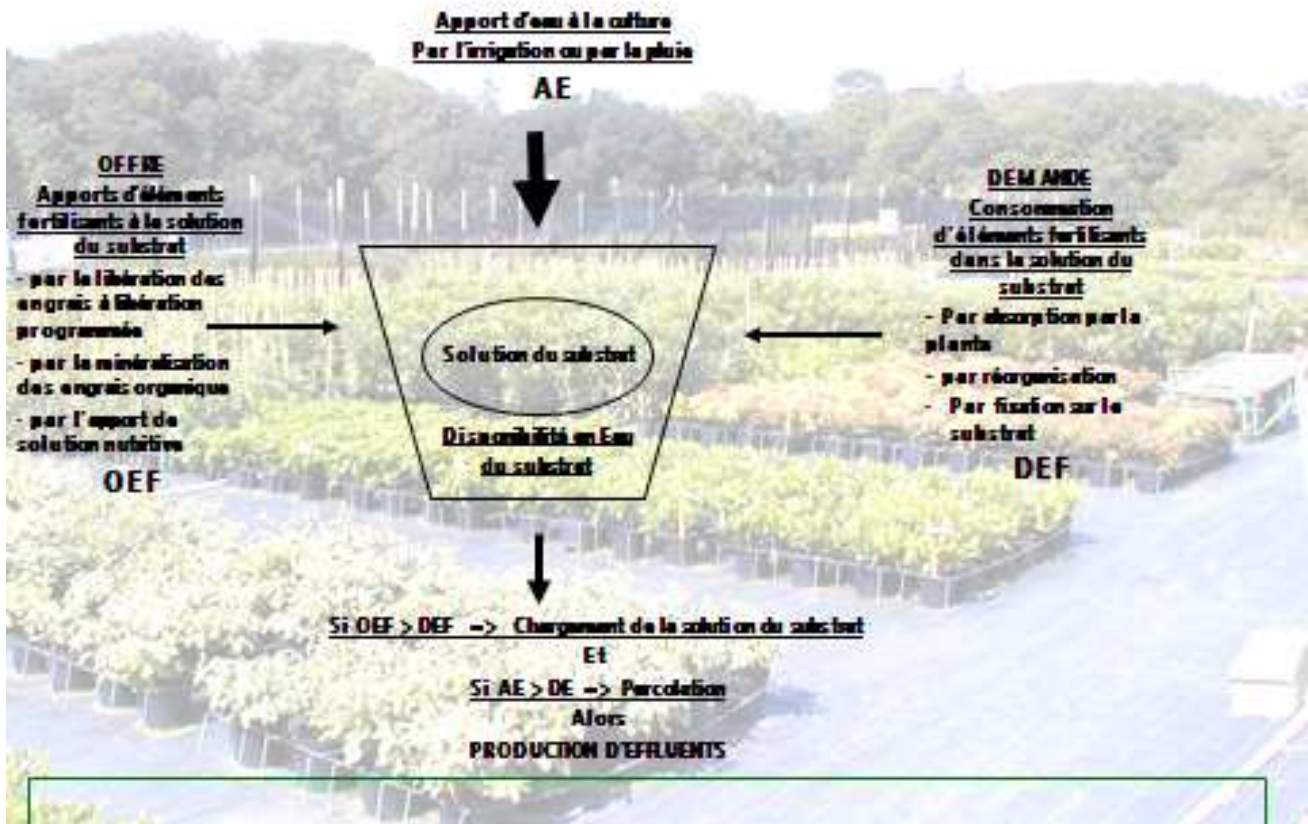 Apport d'eau à la culture
Par l'irrigation ou par la pluie
AE
OFFRE
Apports d'éléments
fertilisants à la solution
du substrat
- par la libération des
engrais à libération
programmée
- par la minéralisation
des engrais organique
- par l'apport de
solution nutritive
OEF
Solution du substrat
Disponibilité en Eau
du substrat
DEMANDE
Consommation
d'éléments fertilisants
dans la solution du
substrat
- Par absorption par la
plante
- par réorganisation
- Par fixation sur le
substrat
DEF
Si OEF > DEF -> Chargement de la solution du substrat
Et
Si AE > DE -> Percolation
Alors
PRODUCTION D'EFFLUENTS